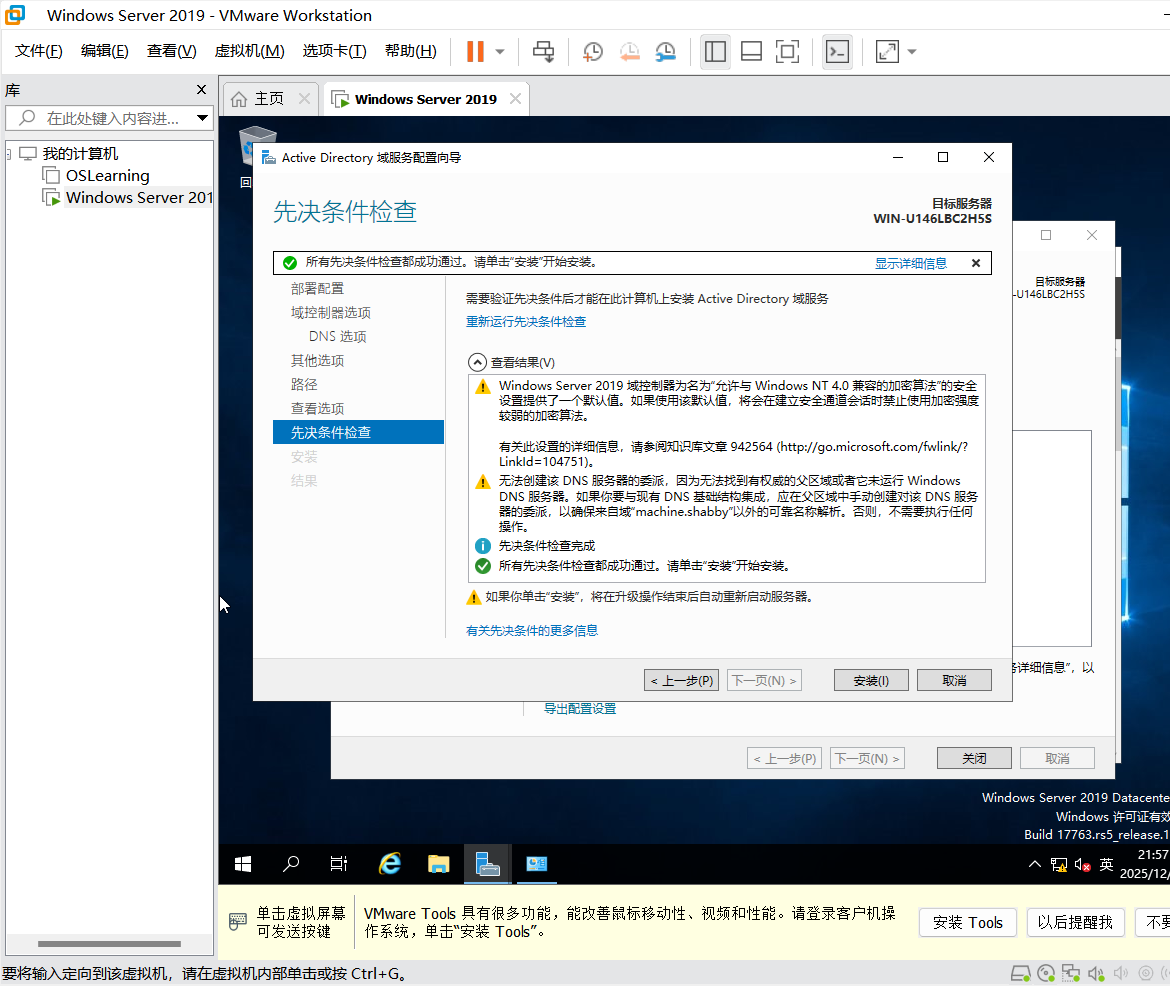 Windows Server 2019 - VMware Workstation
文件(F) 编辑(E) 查看(V) 虚拟机(M) 选项卡(T) 帮助(H)
库
主页
Windows Server 2019
在此处键入内容进...
我的计算机
OSLearning
Windows Server 201
回
Active Directory 域服务配置向导
先决条件检查
目标服务器
WIN-U146LBC2H5S
所有先决条件检查都成功通过。请单击"安装"开始安装。
显示详细信息
目标服务器
-U146LBC2H5S
部署配置
域控制器选项
DNS 选项
其他选项
路径
查看选项
先决条件检查
安装
结果
需要验证先决条件后才能在此计算机上安装 Active Directory 域服务
重新运行先决条件检查
查看结果(V)
Windows Server 2019 域控制器为名为"允许与 Windows NT 4.0 兼容的加密算法"的安全
设置提供了一个默认值。如果使用该默认值，将会在建立安全通道会话时禁止使用加密强度
较弱的加密算法。
有关此设置的详细信息，请参阅知识库文章 942564 (http://go.microsoft.com/fwlink/?
LinkId=104751)。
无法创建该 DNS 服务器的委派，因为无法找到有权威的父区域或者它未运行 Windows
DNS 服务器。如果你要与现有 DNS 基础结构集成，应在父区域中手动创建对该 DNS 服务
器的委派，以确保来自域"machine.shabby"以外的可靠名称解析。否则，不需要执行任何
操作。
先决条件检查完成
所有先决条件检查都成功通过。请单击"安装"开始安装。
如果你单击"安装"，将在升级操作结束后自动重新启动服务器。
有关先决条件的更多信息
< 上一步(P) 下一页(N) > 安装(I) 取消
详细信息"，以
导出配置设置
< 上一步(P) 下一页(N) > 关闭 取消
Windows Server 2019 Datacente
Windows 许可证有效
Build 17763.rs5_release.1
英
21:57
2025/12/
单击虚拟屏幕
可发送按键
VMware Tools 具有很多功能，能改善鼠标移动性、视频和性能。请登录客户机操
作系统，单击"安装 Tools"。
安装 Tools
以后提醒我
不要
要将输入定向到该虚拟机，请在虚拟机内部单击或按 Ctrl+G。